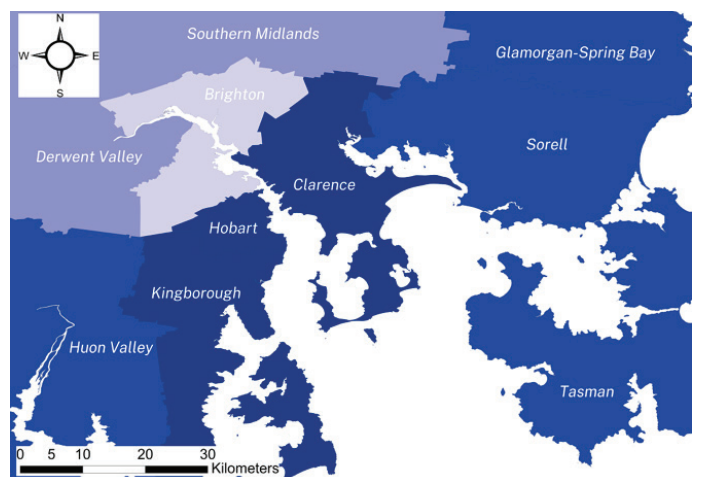 N
W E
S
Southern Midlands
Glamorgan-Spring Bay
Brighton
Derwent Valley
Sorell
Clarence
Hobart
Kingborough
Huon Valley
Tasman
0 5 10 20 30
Kilometers